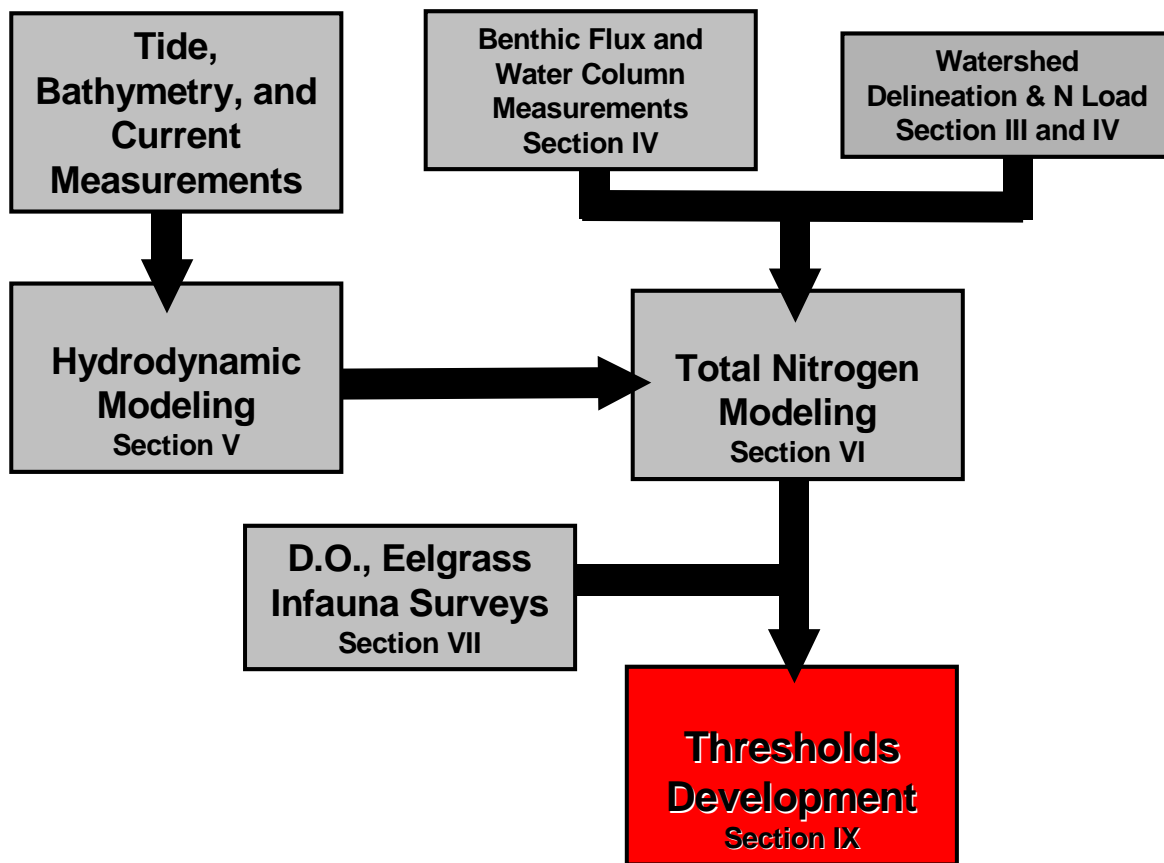 Tide,
Bathymetry, and
Current
Measurements
Benthic Flux and
Water Column
Measurements
Section IV
Watershed
Delineation & N Load
Section III and IV
Hydrodynamic
Modeling
Section V
Total Nitrogen
Modeling
Section VI
D.O., Eelgrass
Infauna Surveys
Section VII
Thresholds
Development
Section IX